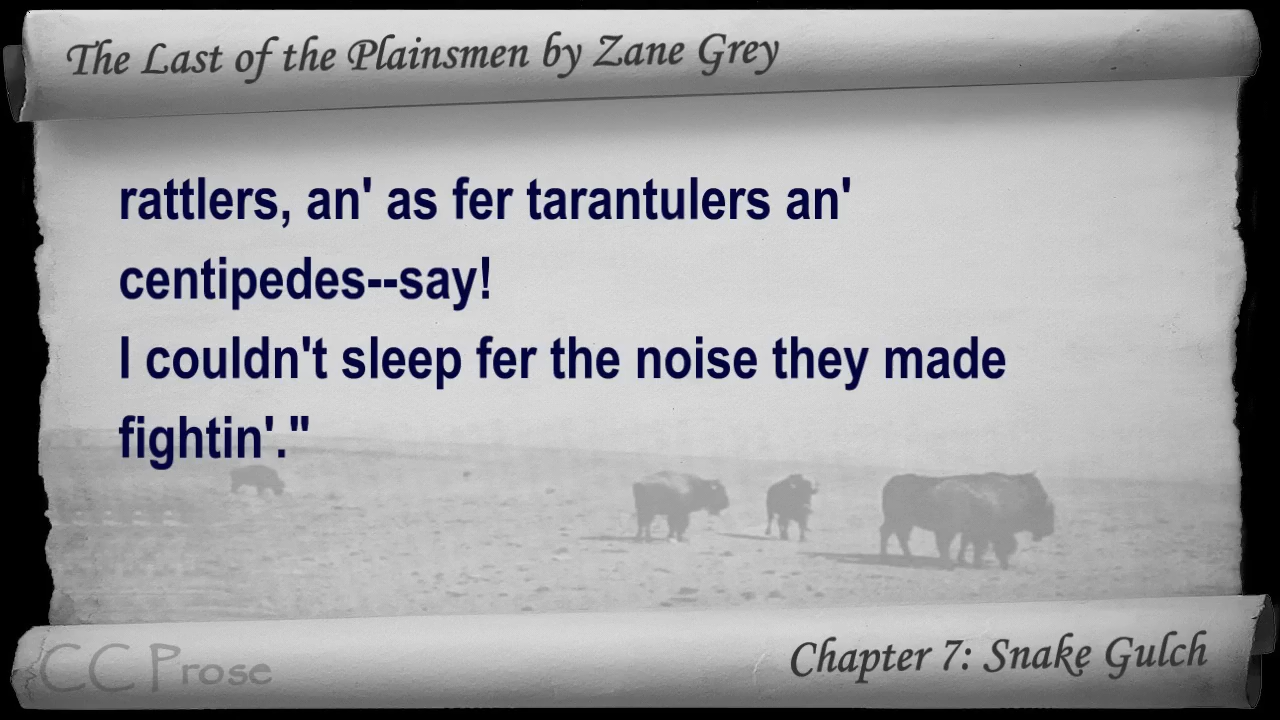 The Last of the Plainsmen by Zane Grey
rattlers, an' as fer tarantulers an'
centipedes--say!
I couldn't sleep fer the noise they made
fightin'."
CC Prose
Chapter 7: Snake Gulch